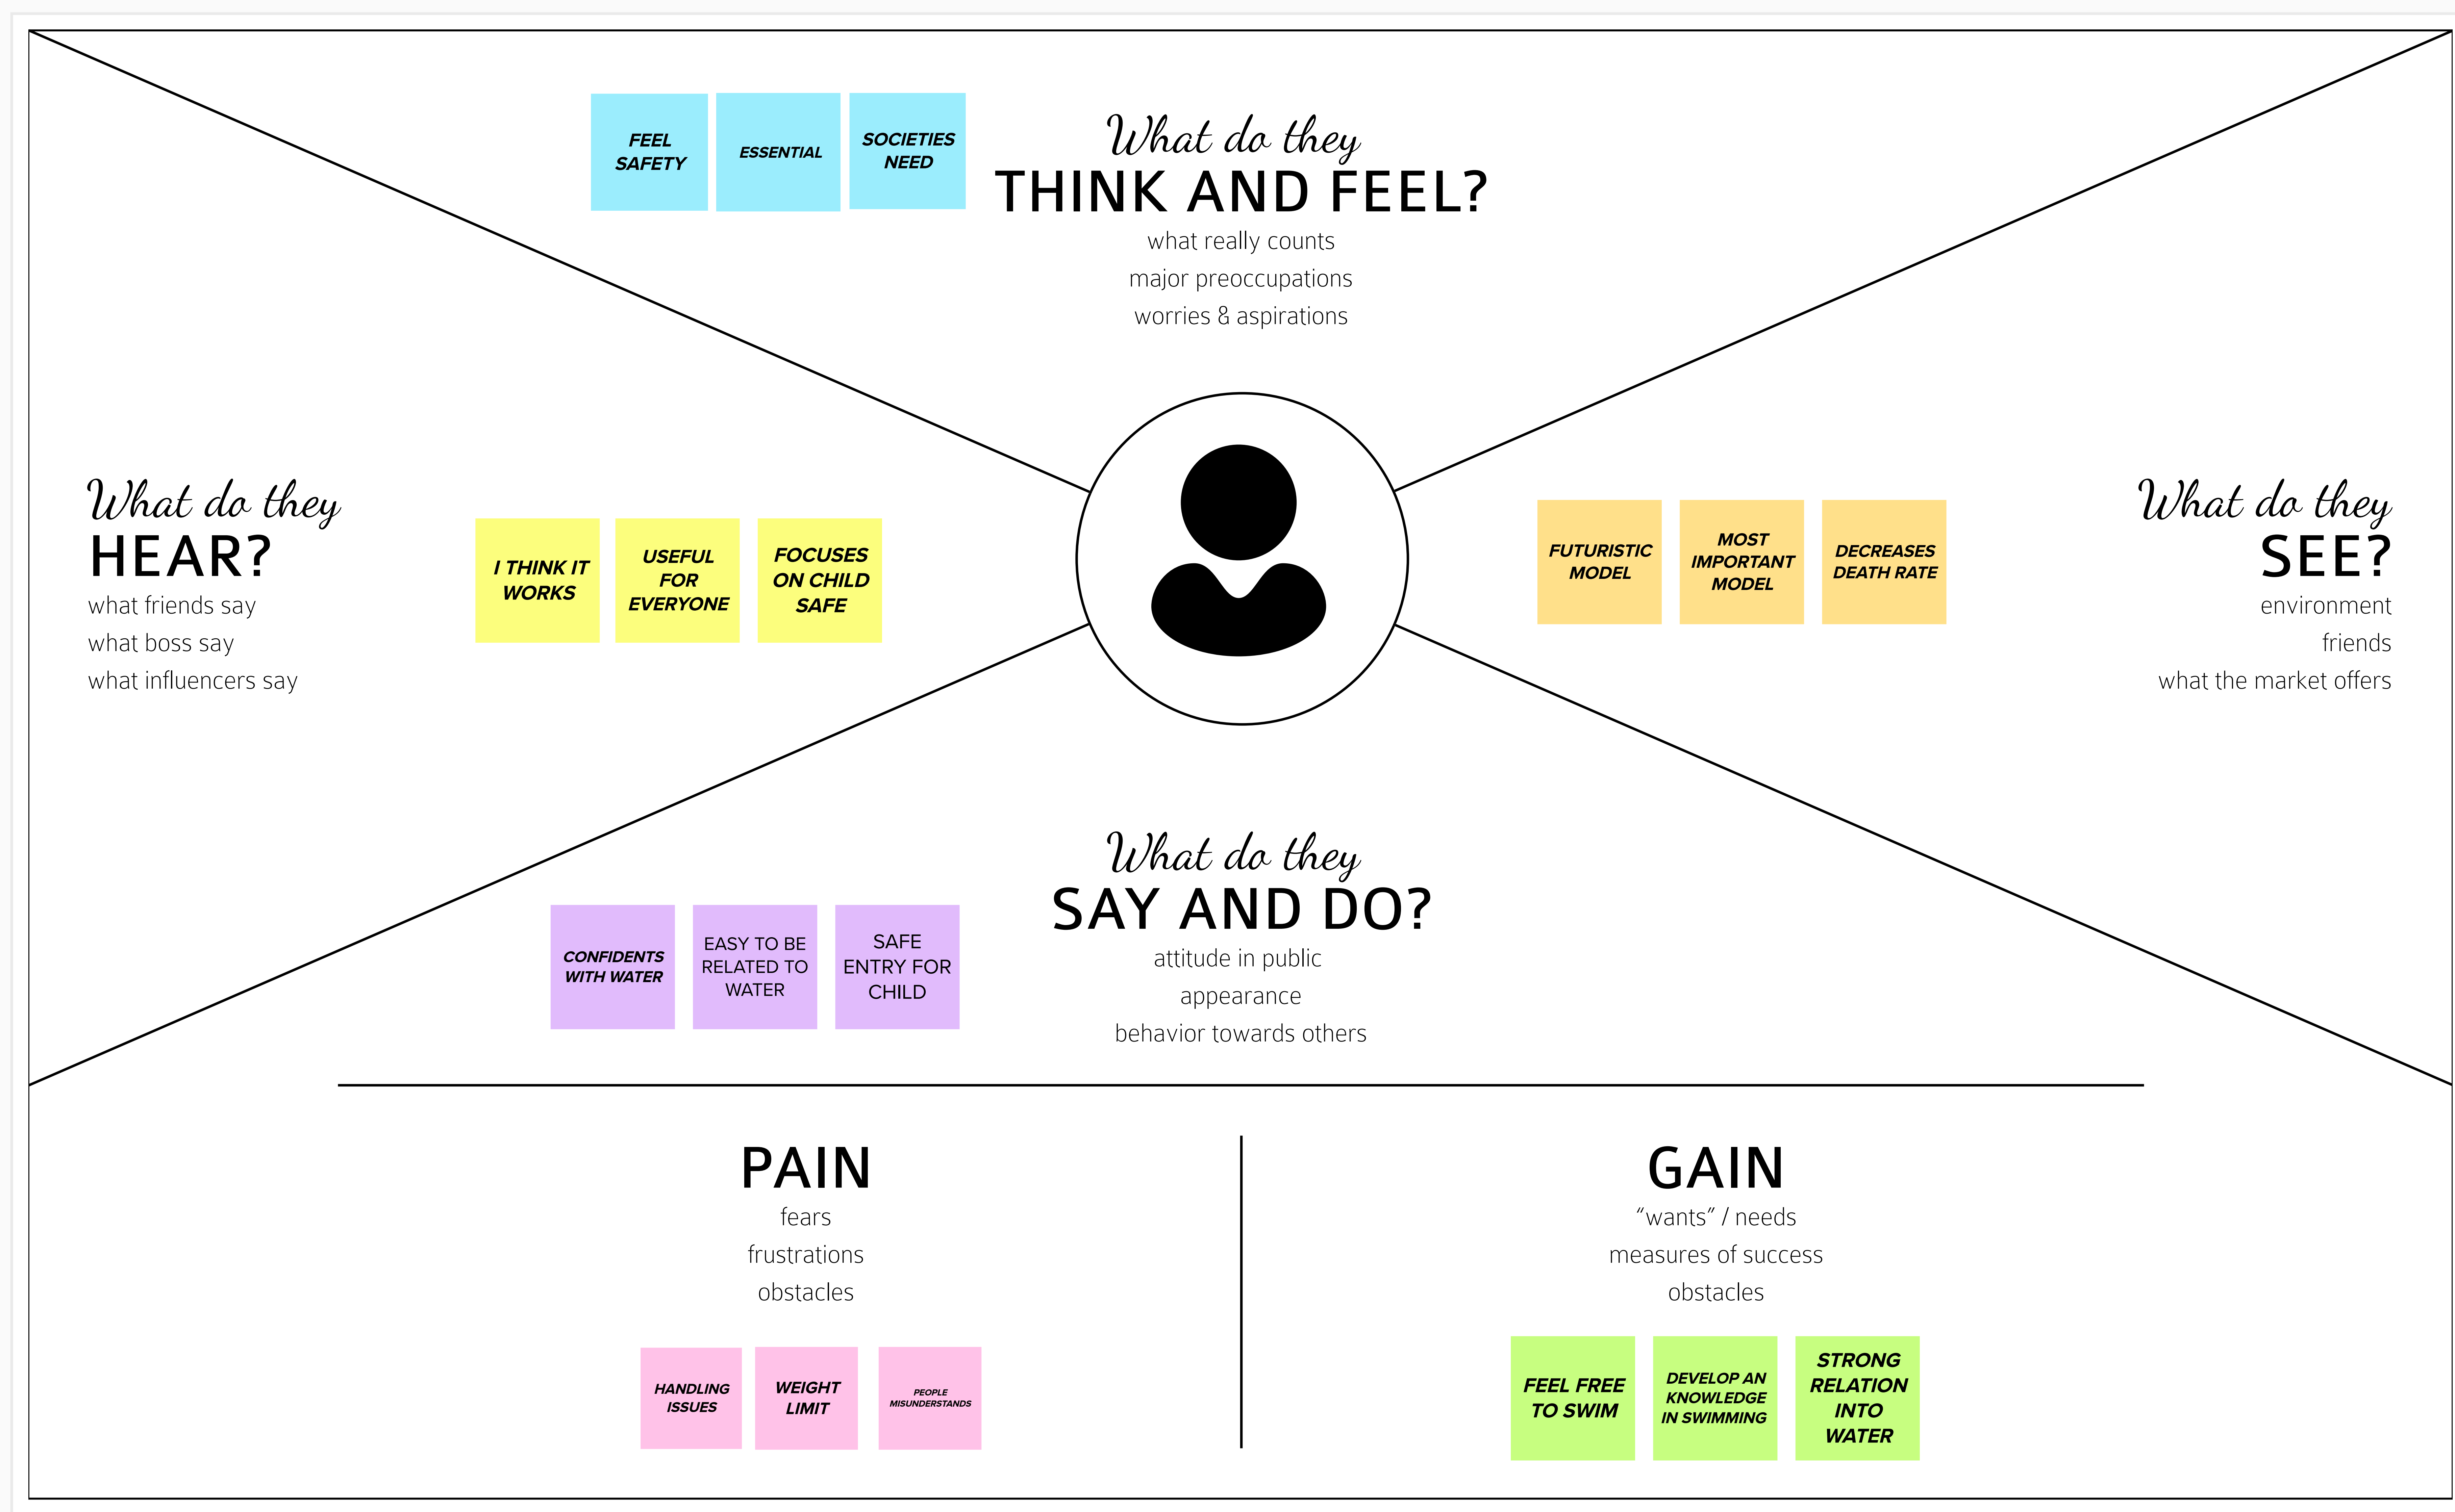 FEEL
SAFETY
ESSENTIAL
SOCIETIES
NEED
What do they
THINK AND FEEL?
what really counts
major preoccupations
worries & aspirations
What do they
HEAR?
what friends say
what boss say
what influencers say
I THINK IT
WORKS
USEFUL
FOR
EVERYONE
FOCUSES
ON CHILD
SAFE
FUTURISTIC
MODEL
MOST
IMPORTANT
MODEL
DECREASES
DEATH RATE
What do they
SEE?
environment
friends
what the market offers
What do they
SAY AND DO?
attitude in public
appearance
behavior towards others
CONFIDENTS
WITH WATER
EASY TO BE
RELATED TO
WATER
SAFE
ENTRY FOR
CHILD
PAIN
fears
frustrations
obstacles
HANDLING
ISSUES
WEIGHT
LIMIT
PEOPLE
MISUNDERSTANDS
GAIN
“wants” / needs
measures of success
obstacles
FEEL FREE
TO SWIM
DEVELOP AN
KNOWLEDGE
IN SWIMMING
STRONG
RELATION
INTO
WATER